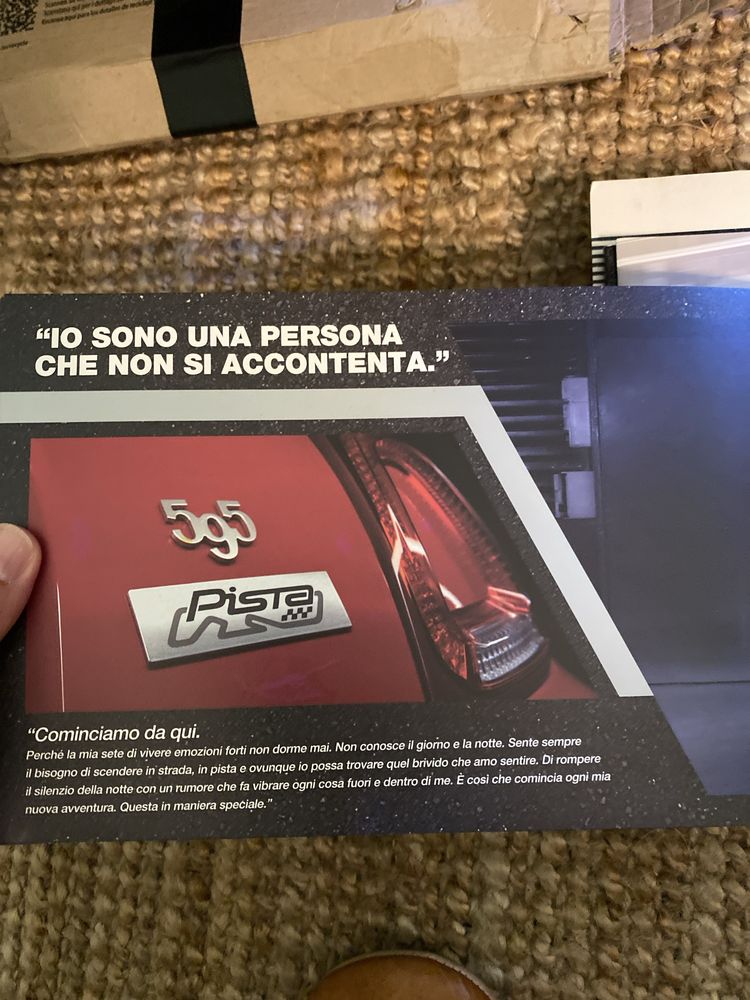 “IO SONO UNA PERSONA
CHE NON SI ACCONTENTA.”
595
Pista
“Cominciamo da qui.
Perché la mia sete di vivere emozioni forti non dorme mai. Non conosce il giorno e la notte. Sente sempre
il bisogno di scendere in strada, in pista e ovunque io possa trovare quel brivido che amo sentire. Di rompere
il silenzio della notte con un rumore che fa vibrare ogni cosa fuori e dentro di me. È così che comincia ogni mia
nuova avventura. Questa in maniera speciale.”